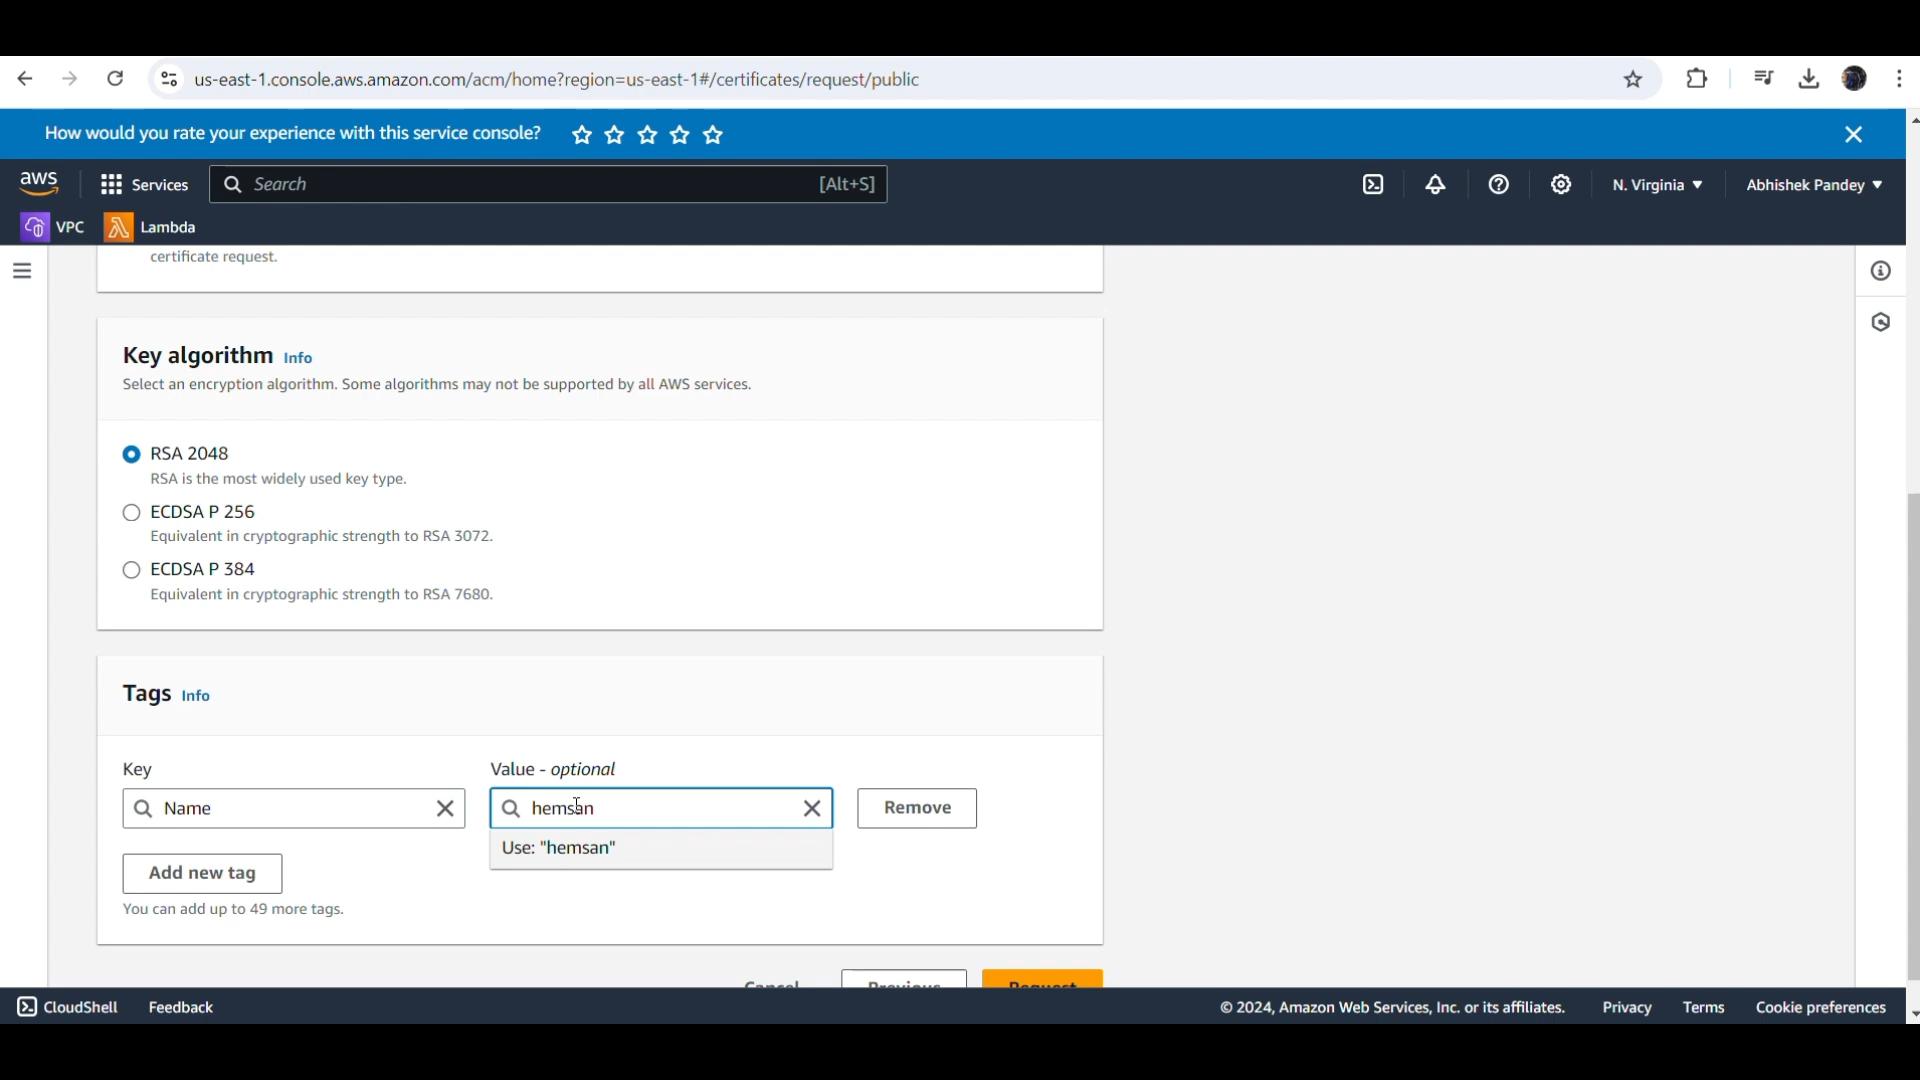 us-east-1.console.aws.amazon.com/acm/home?region=us-east-1#/certificates/request/public
How would you rate your experience with this service console?
aws
Services
Search
[Alt+S]
N. Virginia
Abhishek Pandey
VPC
Lambda
certificate request.
Key algorithm Info
Select an encryption algorithm. Some algorithms may not be supported by all AWS services.
RSA 2048
RSA is the most widely used key type.
ECDSA P 256
Equivalent in cryptographic strength to RSA 3072.
ECDSA P 384
Equivalent in cryptographic strength to RSA 7680.
Tags Info
Key
Value - optional
Name
hemsan
Remove
Use: "hemsan"
Add new tag
You can add up to 49 more tags.
Cancel
Previous
Request
CloudShell
Feedback
© 2024, Amazon Web Services, Inc. or its affiliates.
Privacy
Terms
Cookie preferences